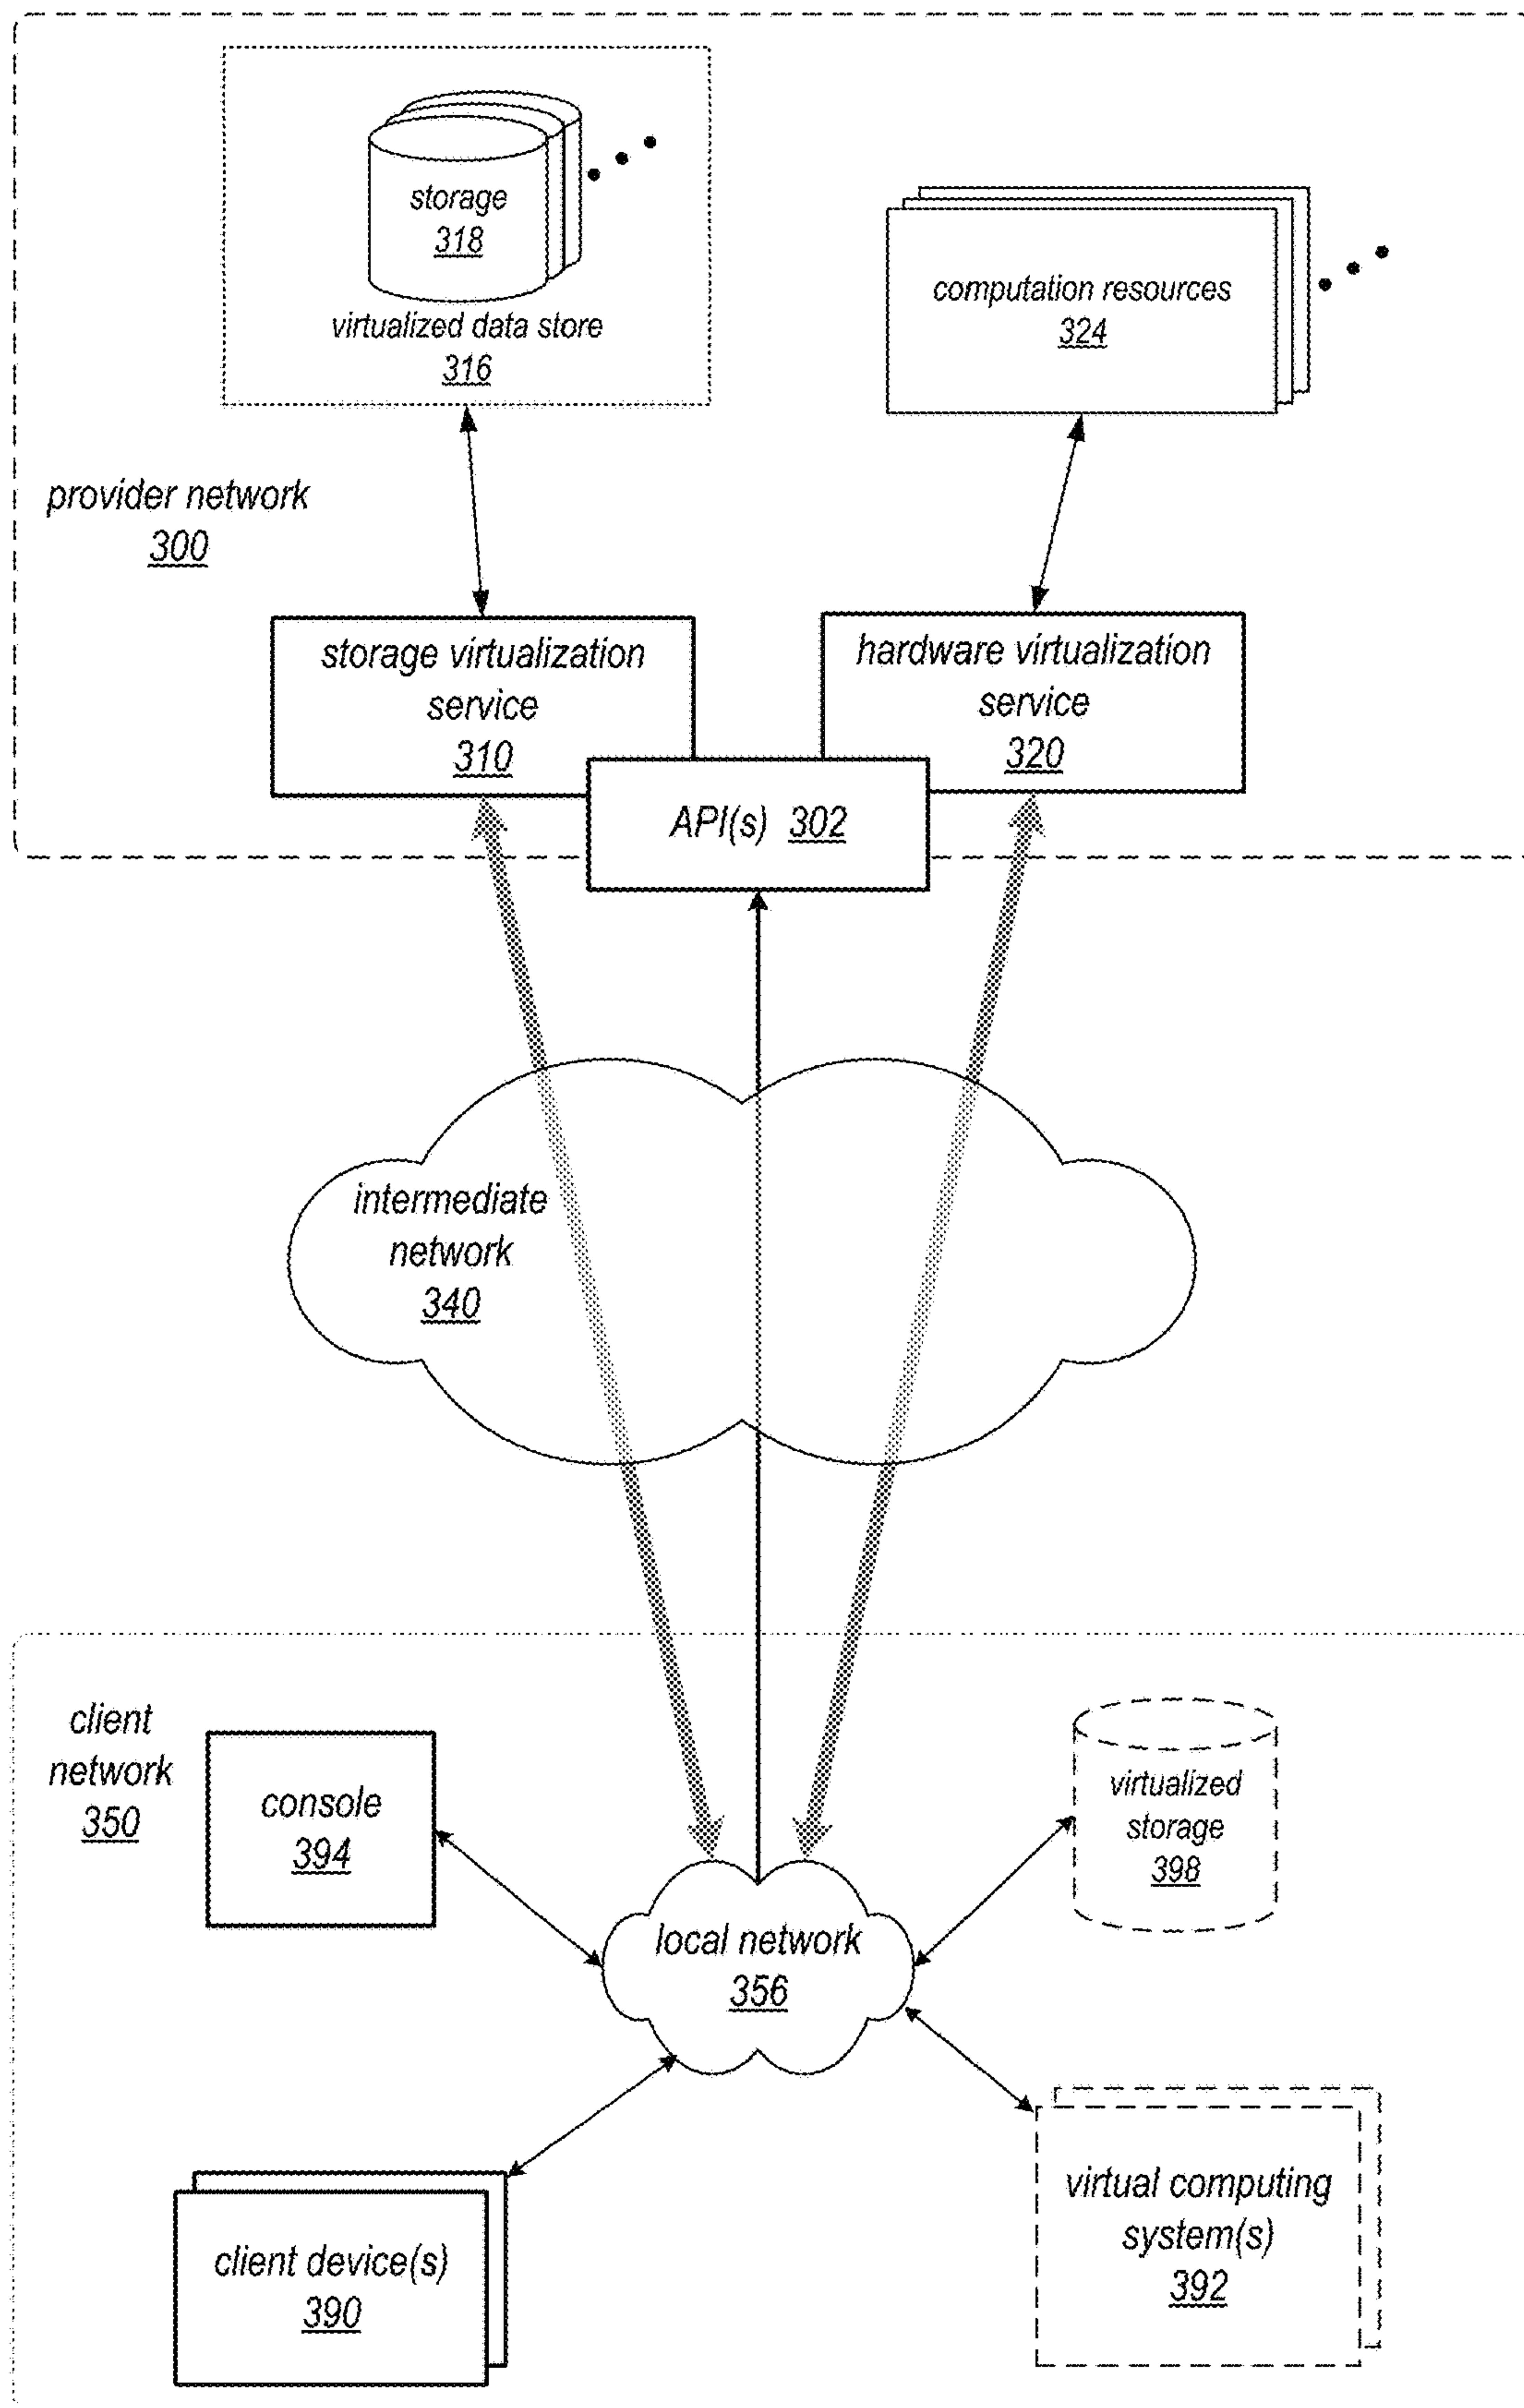 storage
318
virtualized data store
316
computation resources
324
provider network
300
storage virtualization
service
310
hardware virtualization
service
320
API(s) 302
intermediate
network
340
client
network
350
console
394
virtualized
storage
398
local network
356
client device(s)
390
virtual computing
system(s)
392